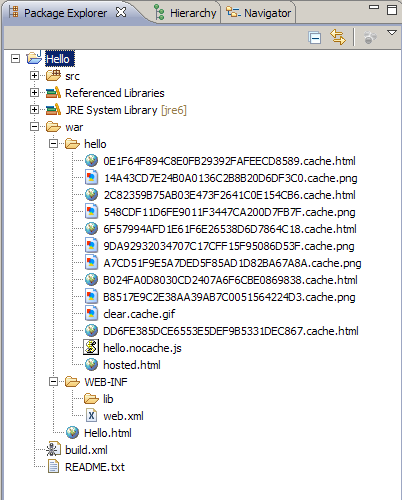 Package Explorer Hierarchy Navigator
Hello
src
Referenced Libraries
JRE System Library [jre6]
war
hello
0E1F64F894C8E0FB29392FAFEECD8589.cache.html
14A43CD7E24B0A0136C2B8B20D6DF3C0.cache.png
2C82359B75AB03E473F2641C0E154CB6.cache.html
548CDF11D6FE9011F3447CA200D7FB7F.cache.png
6F57994AFD1E61F6E26538D6D7864C18.cache.html
9DA92932034707C17CFF15F95086D53F.cache.png
A7CD51F9E5A7DED5F85AD1D82BA67A8A.cache.png
B024FA0D8030CD2407A6F6CBE0869838.cache.html
B8517E9C2E38AA39AB7C0051564224D3.cache.png
clear.cache.gif
DD6FE385DCE6553E5DEF9B5331DEC867.cache.html
hello.nocache.js
hosted.html
WEB-INF
lib
web.xml
Hello.html
build.xml
README.txt